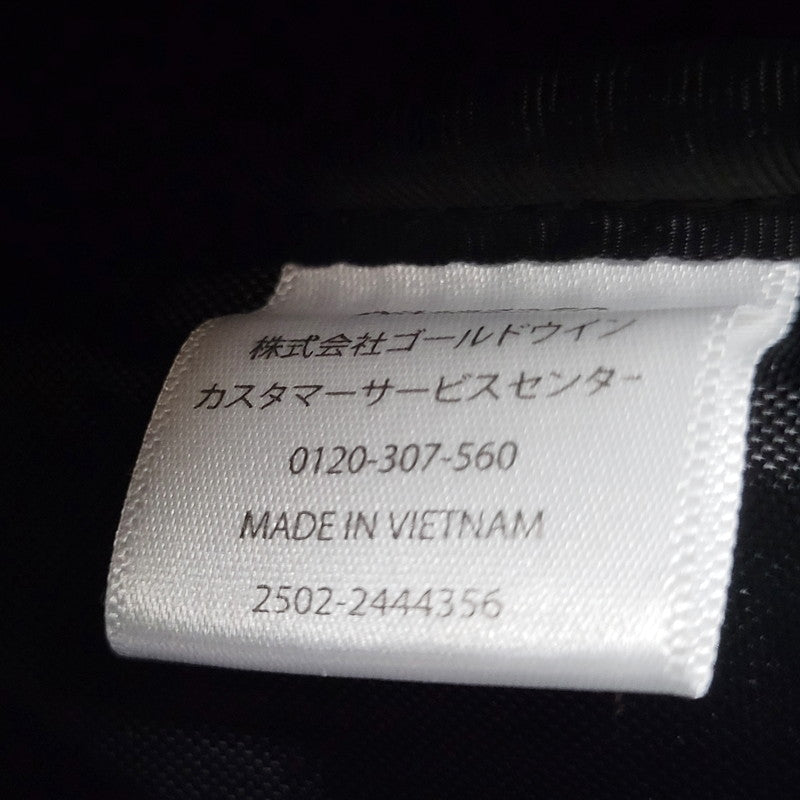 株式会社ゴールドウイン
カスタマーサービスセンター
0120-307-560
MADE IN VIETNAM
2502-2444356